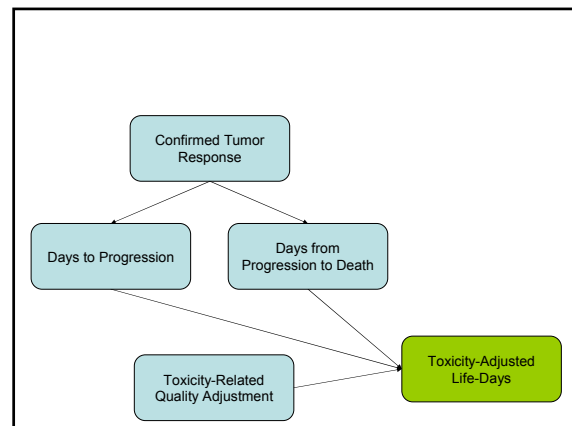 Confirmed Tumor
Response
Days to Progression
Days from
Progression to Death
Toxicity-Adjusted
Life-Days
Toxicity-Related
Quality Adjustment